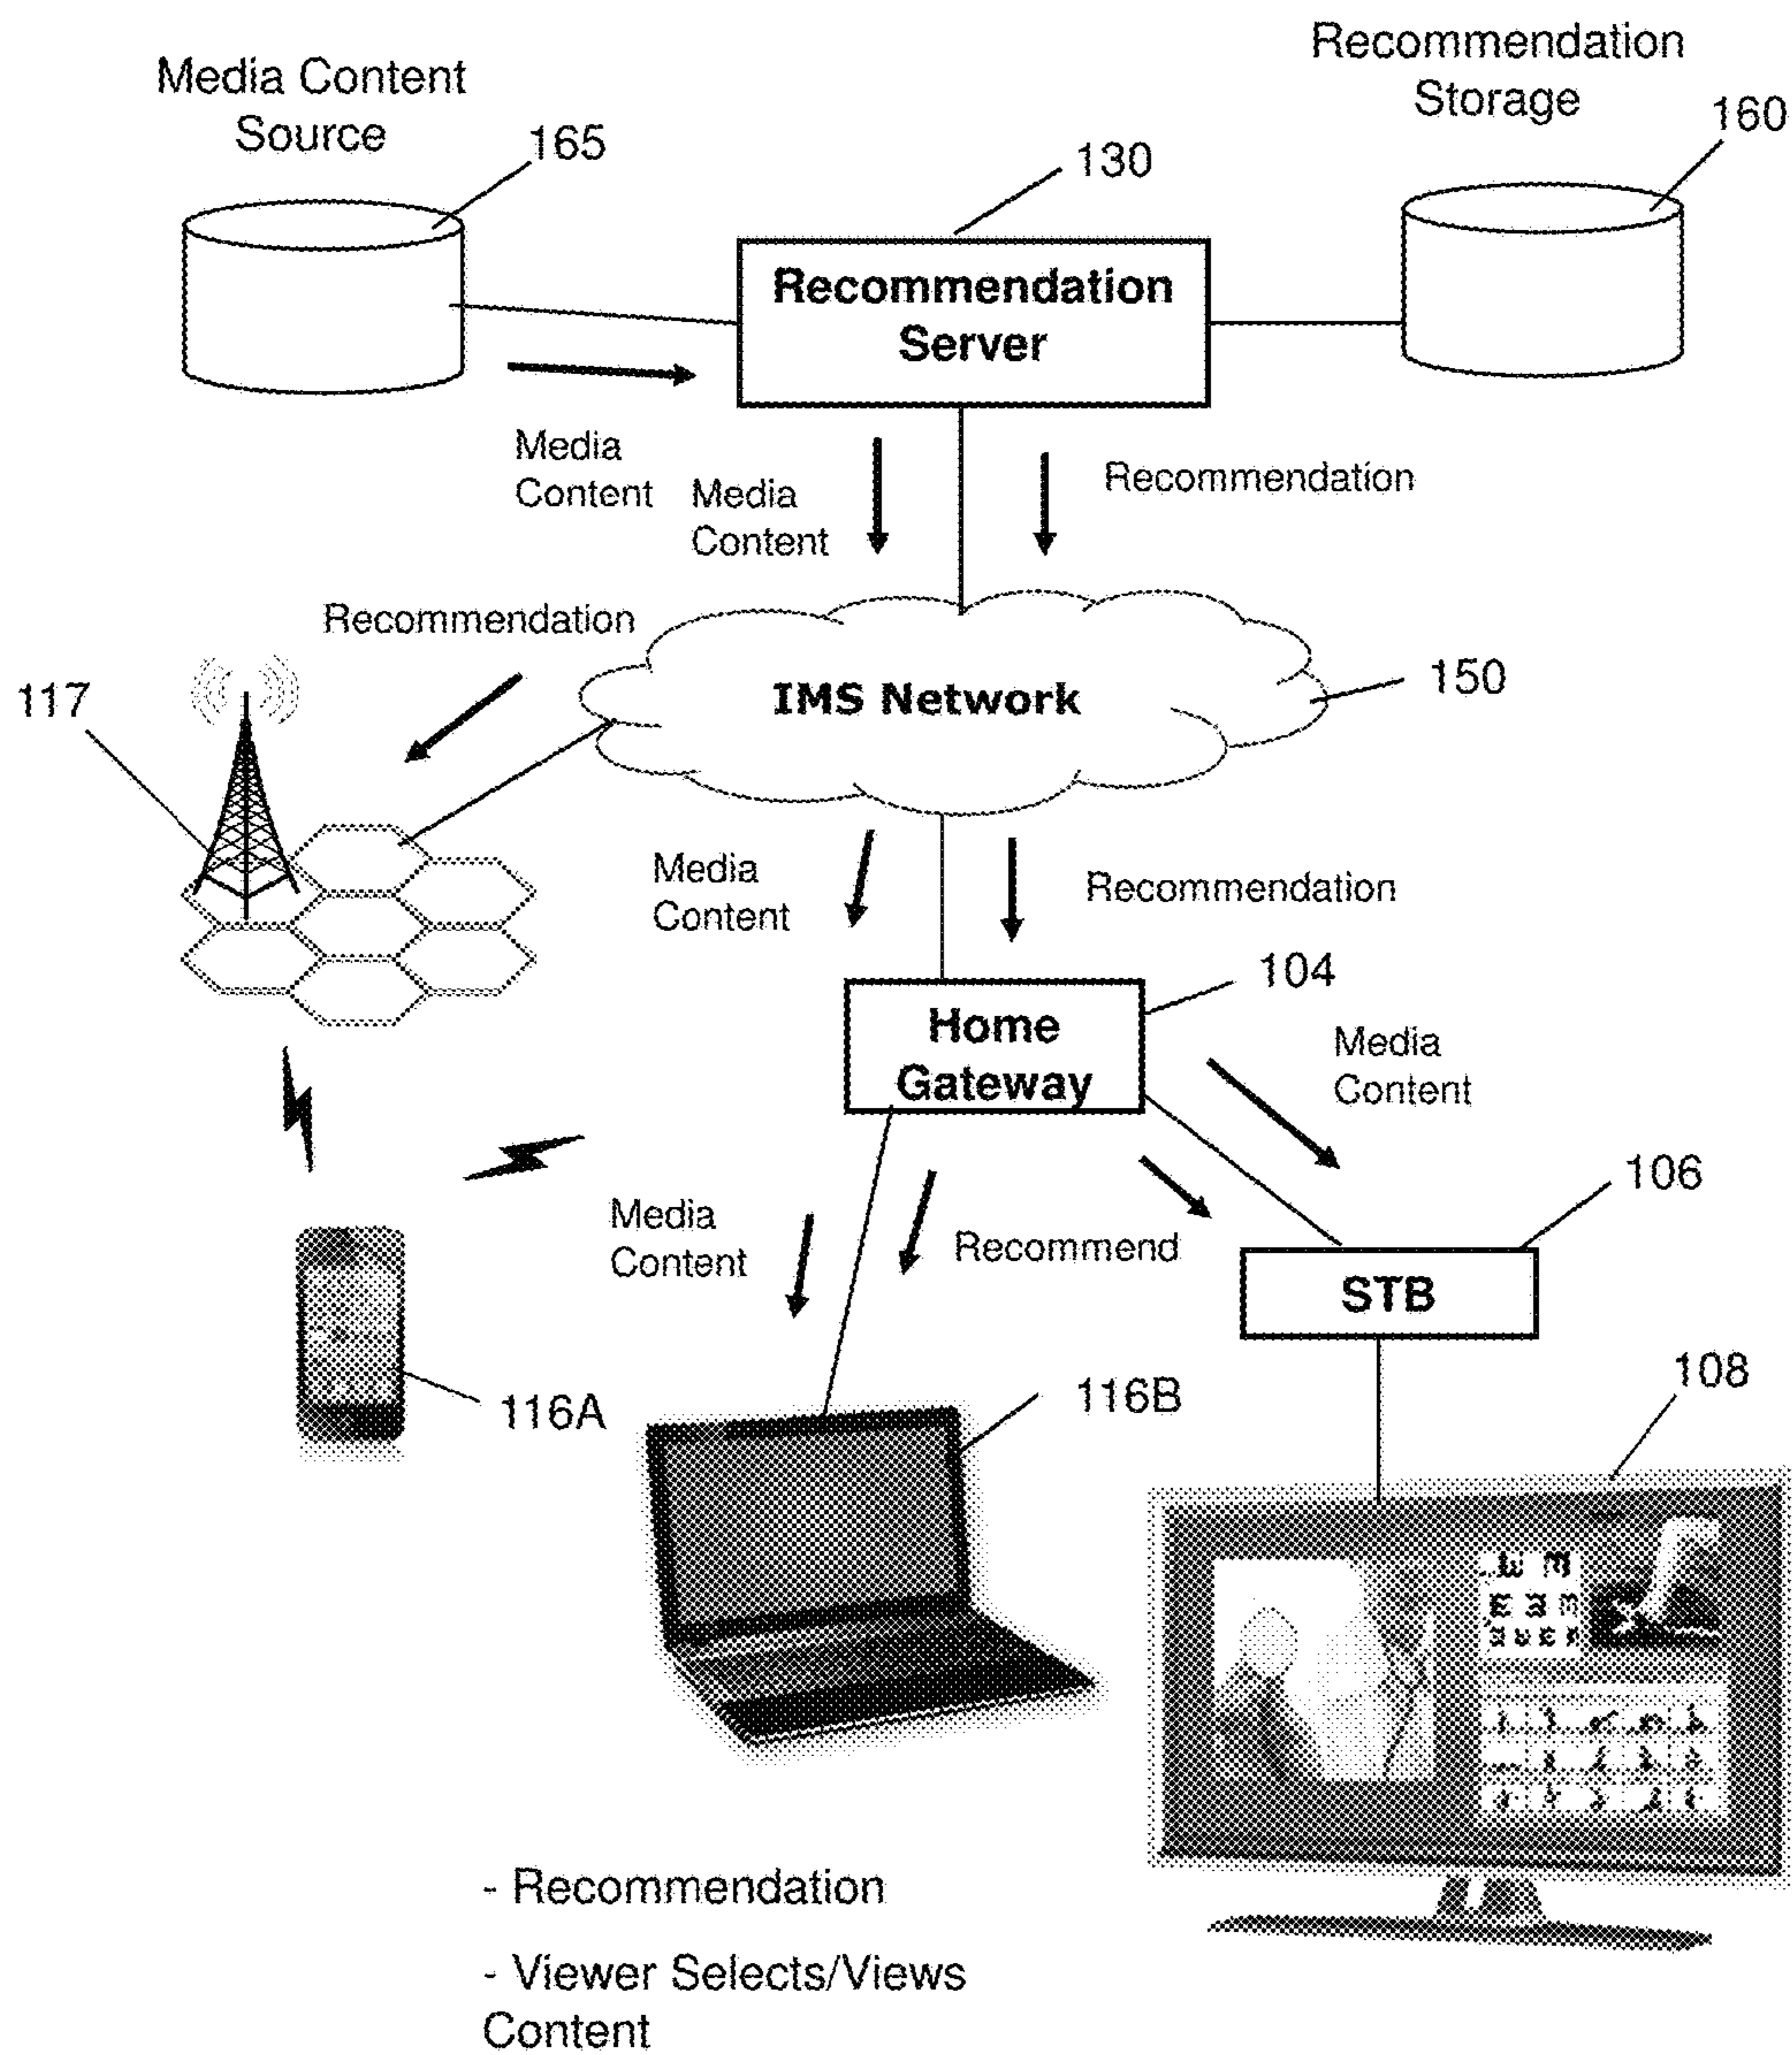 Media Content
Source
165
Recommendation
Storage
160
130
Recommendation
Server
Media
Content
Media
Content
Recommendation
Recommendation
117
IMS Network
150
Media
Content
Recommendation
104
Home
Gateway
Media
Content
106
Media
Content
Recommend
STB
108
116A
116B
- Recommendation
- Viewer Selects/Views
Content